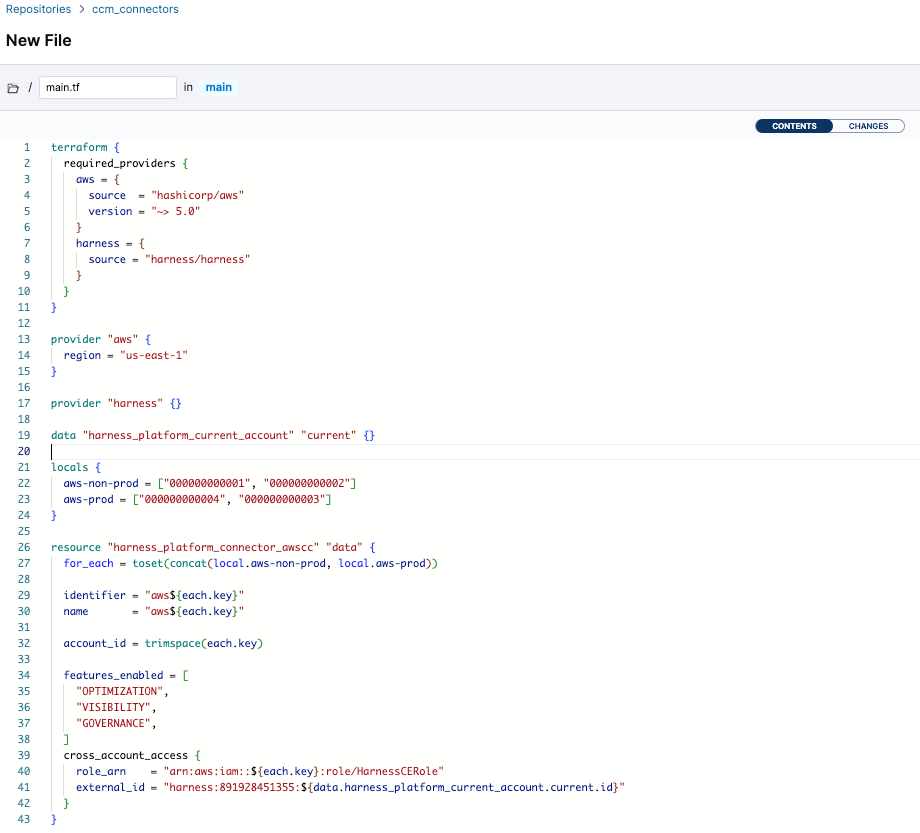 Repositories > ccm_connectors
New File
/ main.tf in main
CONTENTS CHANGES
1 terraform {
2 required_providers {
3 aws = {
4 source = "hashicorp/aws"
5 version = "~> 5.0"
6 }
7 harness = {
8 source = "harness/harness"
9 }
10 }
11 }
12
13 provider "aws" {
14 region = "us-east-1"
15 }
16
17 provider "harness" {}
18
19 data "harness_platform_current_account" "current" {}
20
21 locals {
22 aws-non-prod = ["000000000001", "000000000002"]
23 aws-prod = ["000000000004", "000000000003"]
24 }
25
26 resource "harness_platform_connector_awscc" "data" {
27 for_each = toset(concat(local.aws-non-prod, local.aws-prod))
28
29 identifier = "aws${each.key}"
30 name = "aws${each.key}"
31
32 account_id = trimspace(each.key)
33
34 features_enabled = [
35 "OPTIMIZATION",
36 "VISIBILITY",
37 "GOVERNANCE",
38 ]
39 cross_account_access {
40 role_arn = "arn:aws:iam::${each.key}:role/HarnessCERole"
41 external_id = "harness:891928451355:${data.harness_platform_current_account.current.id}"
42 }
43 }